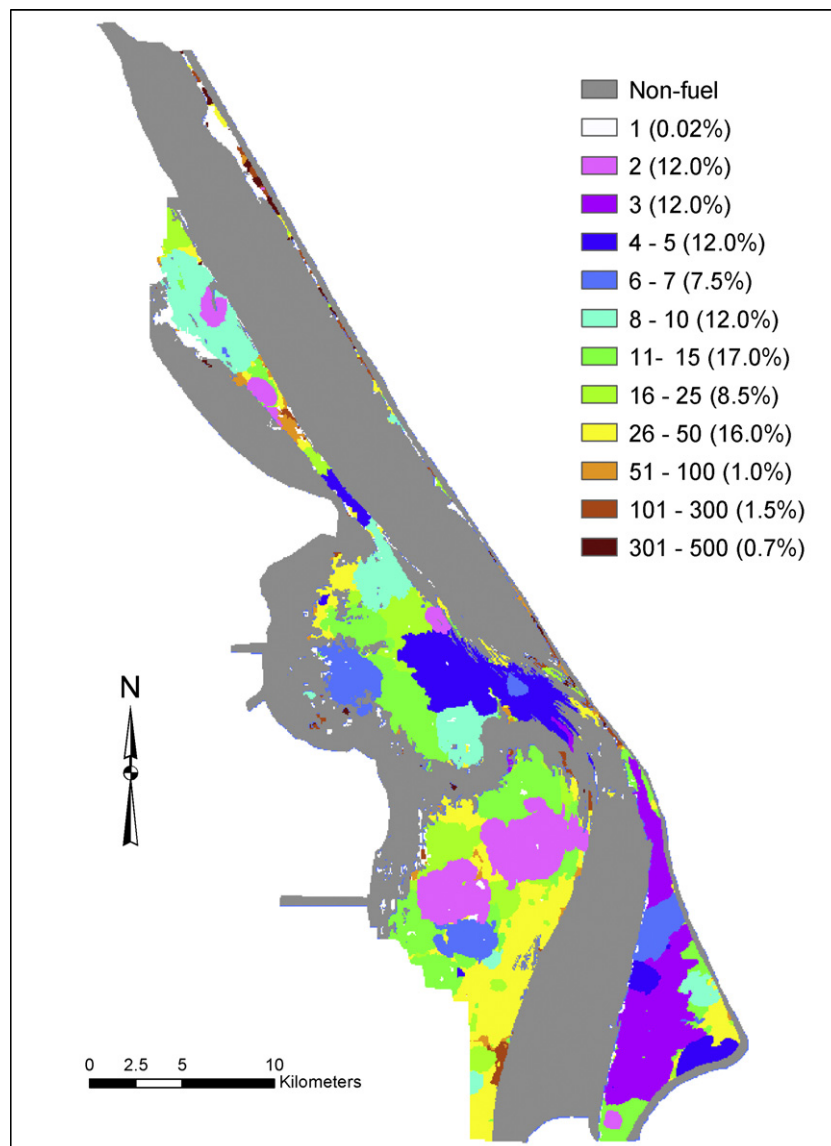 Non-fuel
1 (0.02%)
2 (12.0%)
3 (12.0%)
4 - 5 (12.0%)
6 - 7 (7.5%)
8 - 10 (12.0%)
11- 15 (17.0%)
16 - 25 (8.5%)
26 - 50 (16.0%)
51 - 100 (1.0%)
101 - 300 (1.5%)
301 - 500 (0.7%)
N
0 2.5 5 10
Kilometers